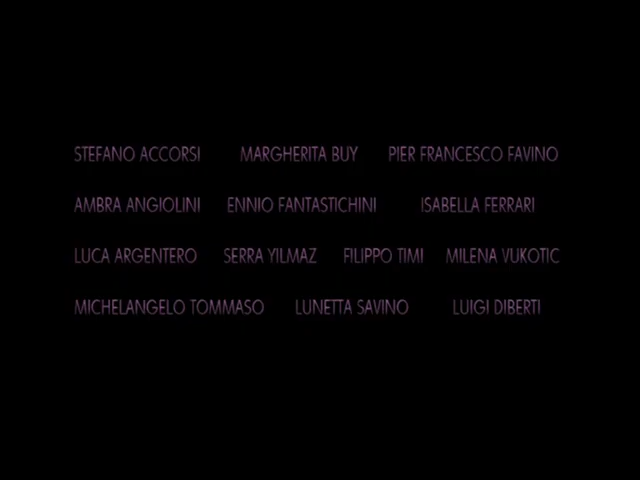 STEFANO ACCORSI MARGHERITA BUY PIER FRANCESCO FAVINO
AMBRA ANGIOLINI ENNIO FANTASTICHINI ISABELLA FERRARI
LUCA ARGENTERO SERRA YILMAZ FILIPPO TIMI MILENA VUKOTIC
MICHELANGELO TOMMASO LUNETTA SAVINO LUIGI DIBERTI